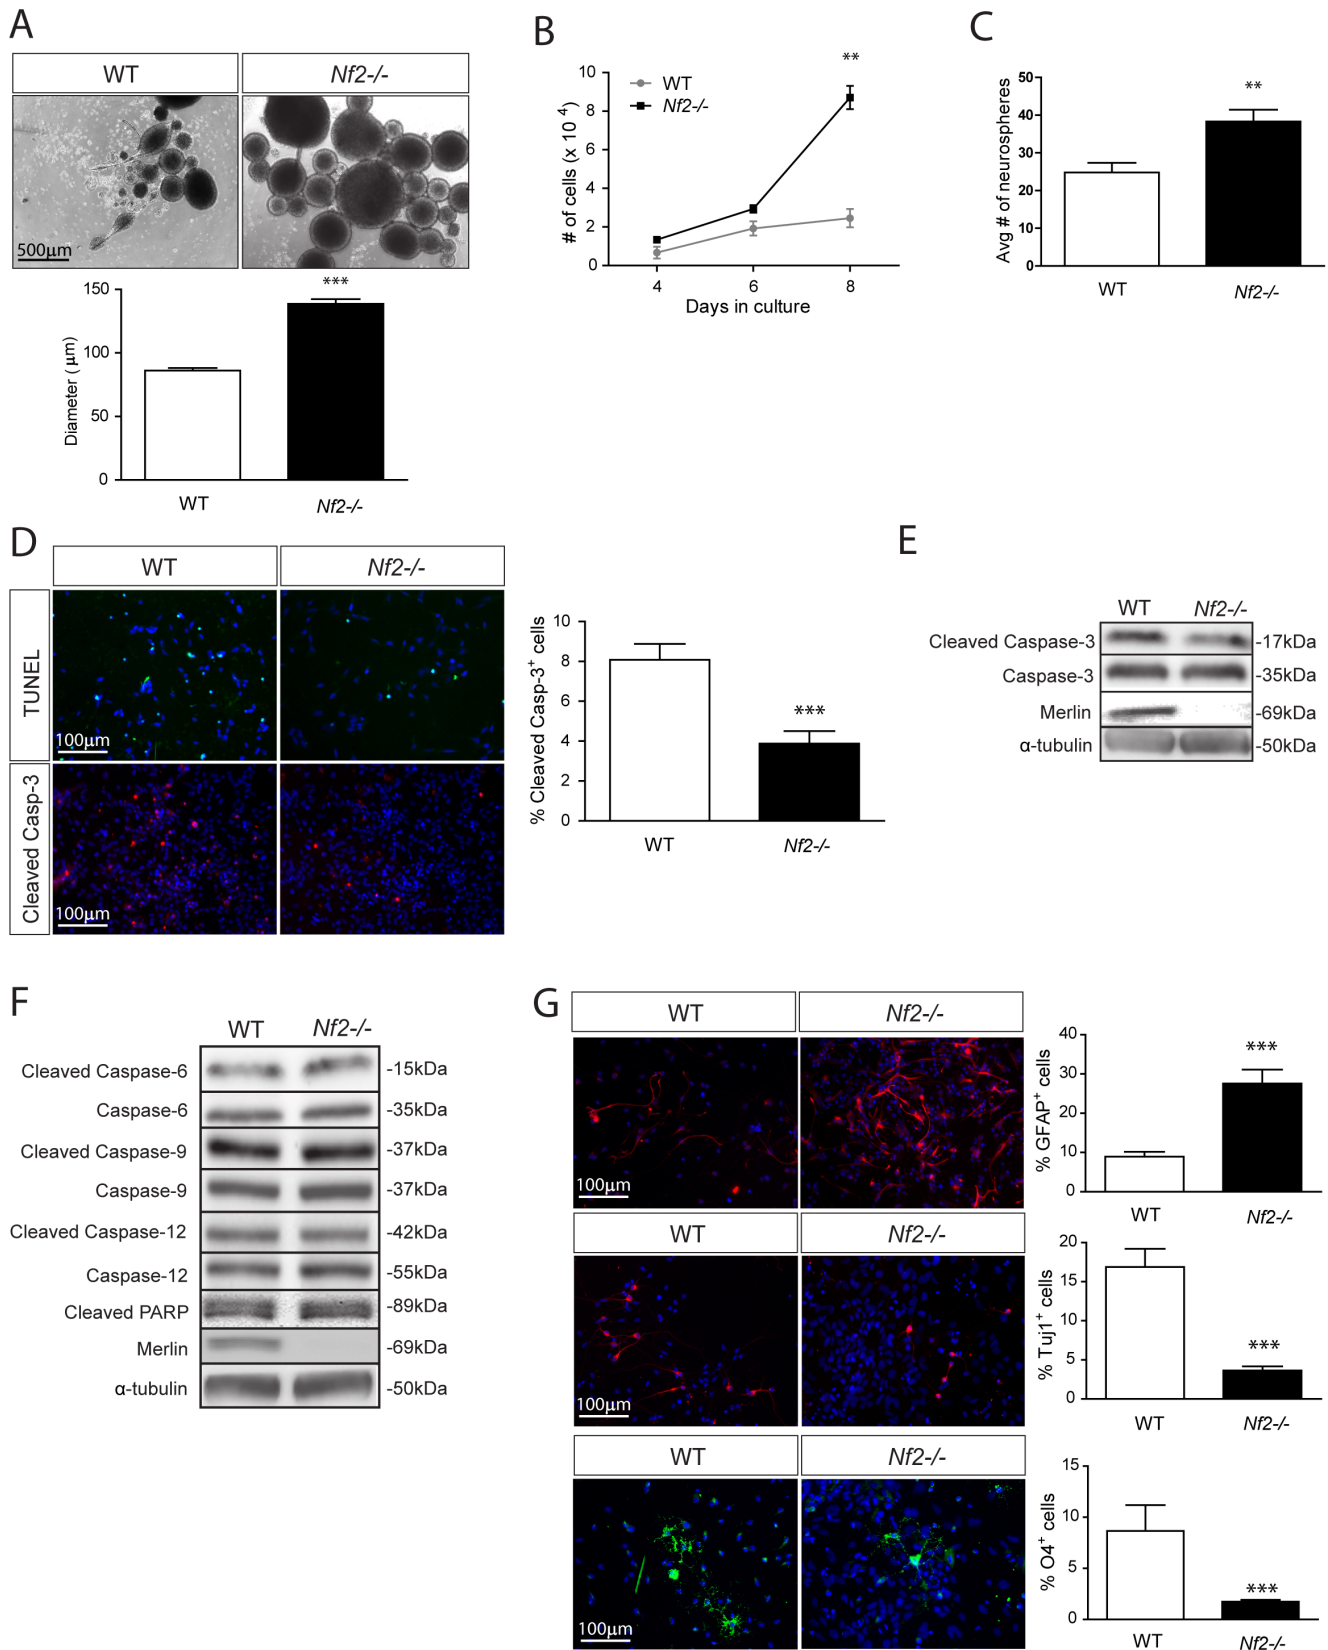 A
WT
Nf2-/-
500µm
150
100
50
0
Diameter ( µm)
***
WT
Nf2-/-
B
10
8
6
4
2
0
# of cells (x 10 4)
WT
Nf2-/-
**
4
6
8
Days in culture
C
50
40
30
20
10
0
Avg # of neurospheres
**
WT
Nf2-/-
D
WT
Nf2-/-
TUNEL
100µm
Cleaved Casp-3
100µm
10
8
6
4
2
0
% Cleaved Casp-3+ cells
***
WT
Nf2-/-
E
WT
Nf2-/-
Cleaved Caspase-3
-17kDa
Caspase-3
-35kDa
Merlin
-69kDa
α-tubulin
-50kDa
F
WT
Nf2-/-
Cleaved Caspase-6
-15kDa
Caspase-6
-35kDa
Cleaved Caspase-9
-37kDa
Caspase-9
-37kDa
Cleaved Caspase-12
-42kDa
Caspase-12
-55kDa
Cleaved PARP
-89kDa
Merlin
-69kDa
α-tubulin
-50kDa
G
WT
Nf2-/-
100µm
40
30
20
10
0
% GFAP+ cells
***
WT
Nf2-/-
WT
Nf2-/-
100µm
20
15
10
5
0
% Tuj1+ cells
***
WT
Nf2-/-
WT
Nf2-/-
100µm
15
10
5
0
% O4+ cells
***
WT
Nf2-/-